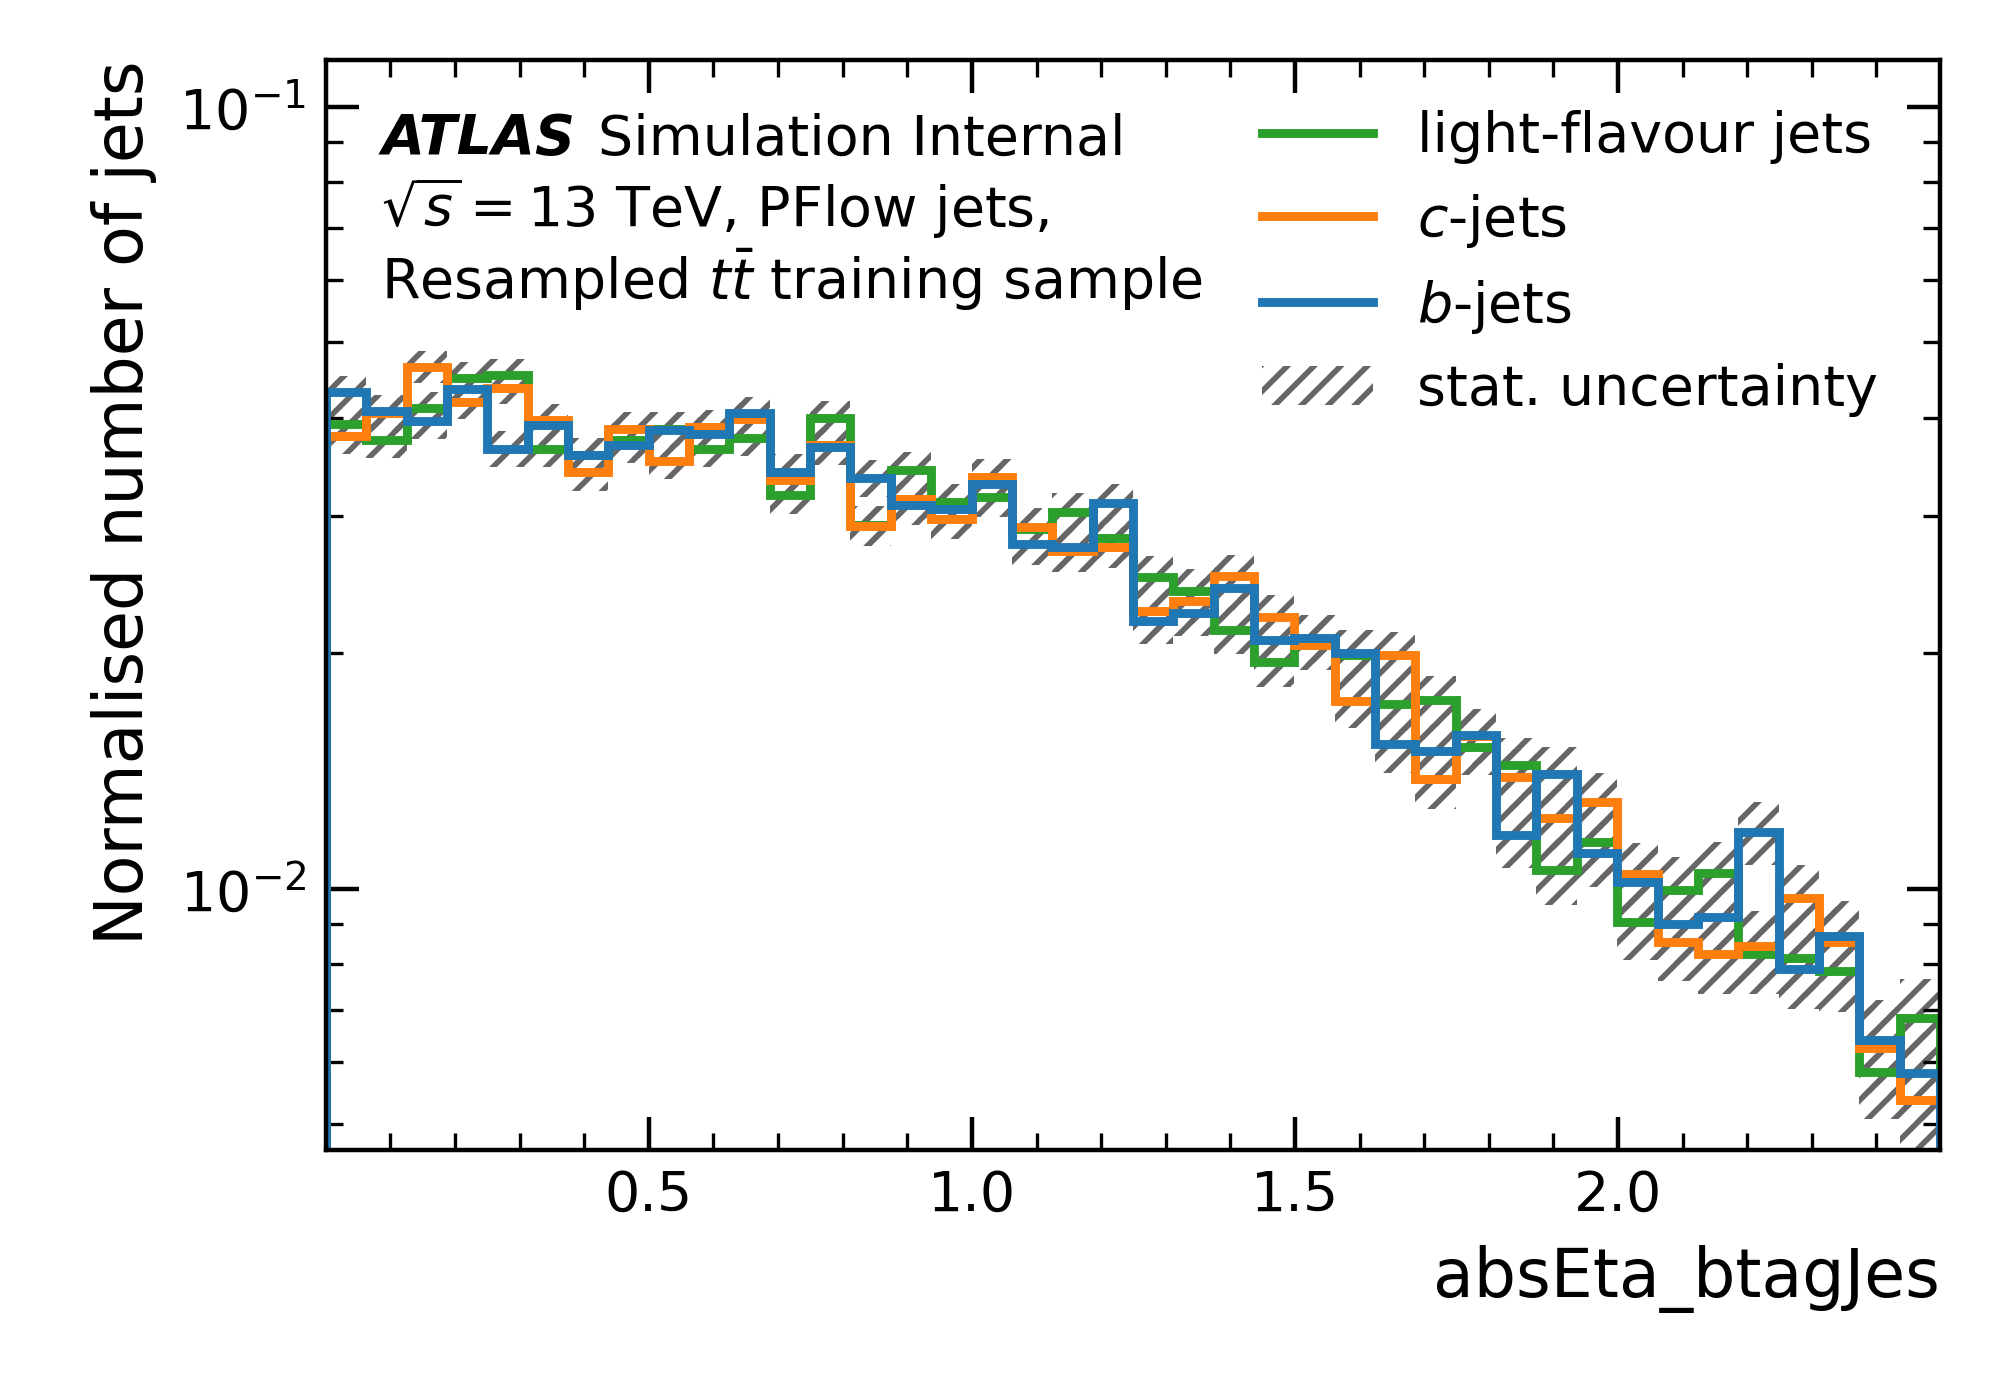 Normalised number of jets
10⁻¹
10⁻²
ATLAS Simulation Internal
√s = 13 TeV, PFlow jets,
Resampled tt̄ training sample
light-flavour jets
c-jets
b-jets
stat. uncertainty
0.5 1.0 1.5 2.0
absEta_btagJes